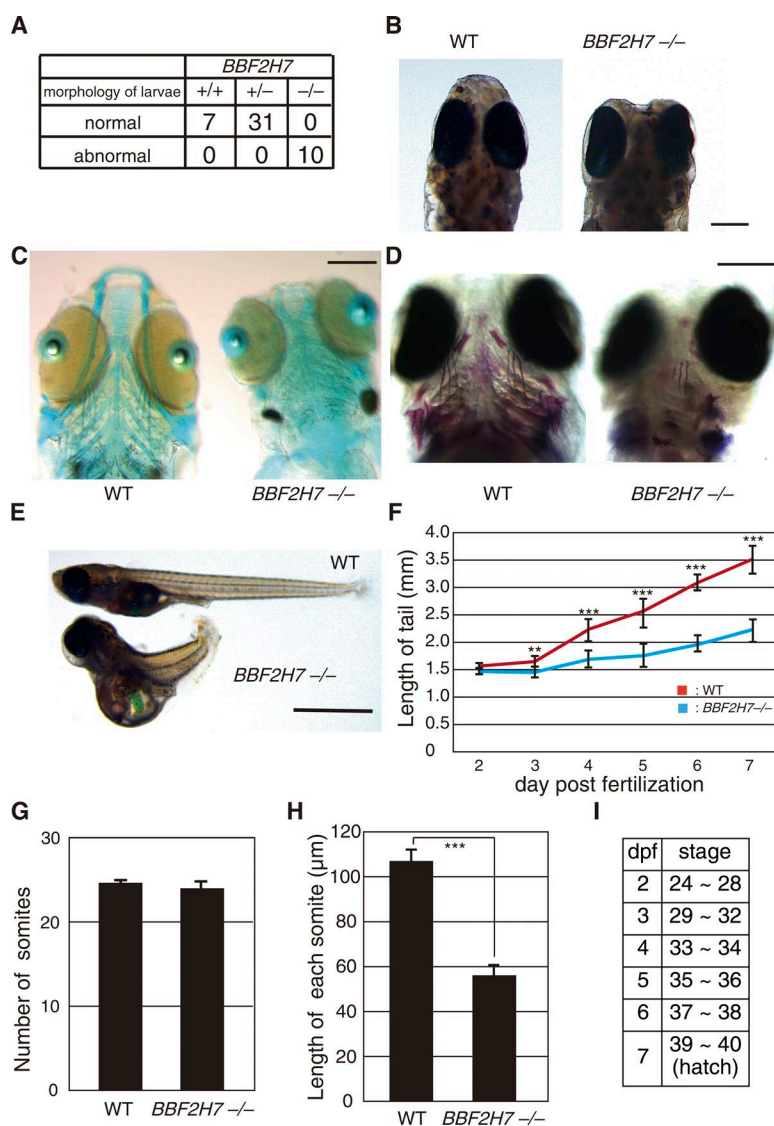 A
BBF2H7
morphology of larvae +/+ +/– –/–
normal 7 31 0
abnormal 0 0 10
B
WT BBF2H7 –/–
C
WT BBF2H7 –/–
D
WT BBF2H7 –/–
E
WT
BBF2H7 –/–
F
Length of tail (mm)
4.0
3.5
3.0
2.5
2.0
1.5
1.0
0.5
0
** *** *** *** ***
: WT
: BBF2H7–/–
2 3 4 5 6 7
day post fertilization
G
Number of somites
30
20
10
0
WT BBF2H7 –/–
H
Length of each somite (µm)
120
100
80
60
40
20
0
***
WT BBF2H7 –/–
I
dpf stage
2 24 ~ 28
3 29 ~ 32
4 33 ~ 34
5 35 ~ 36
6 37 ~ 38
7 39 ~ 40
(hatch)